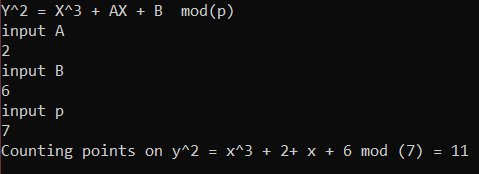 Y^2 = X^3 + AX + B  mod(p)
input A
2
input B
6
input p
7
Counting points on y^2 = x^3 + 2+ x + 6 mod (7) = 11